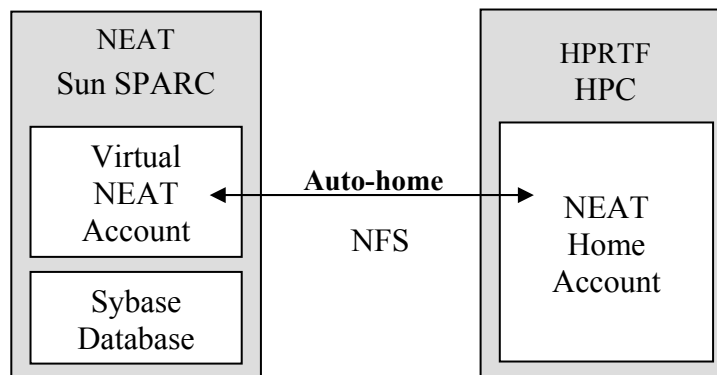 NEAT
Sun SPARC
Virtual
NEAT
Account
Sybase
Database
Auto-home
NFS
HPRTF
HPC
NEAT
Home
Account